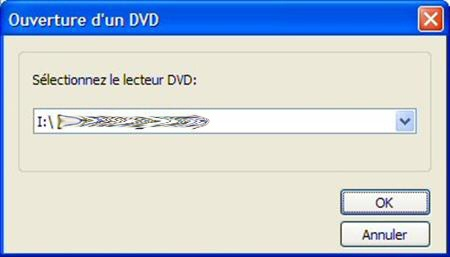 Ouverture d'un DVD
Sélectionnez le lecteur DVD:
I:\
OK
Annuler